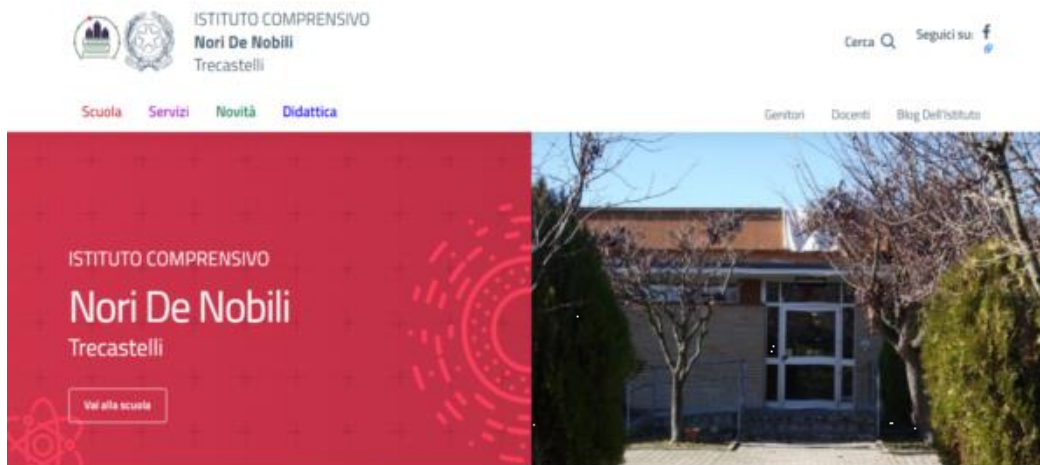 ISTITUTO COMPRENSIVO
Nori De Nobili
Trecastelli
Cerca
Seguici su:
Scuola Servizi Novità Didattica
Genitori Docenti Blog Dell'Istituto
ISTITUTO COMPRENSIVO
Nori De Nobili
Trecastelli
Vai alla scuola